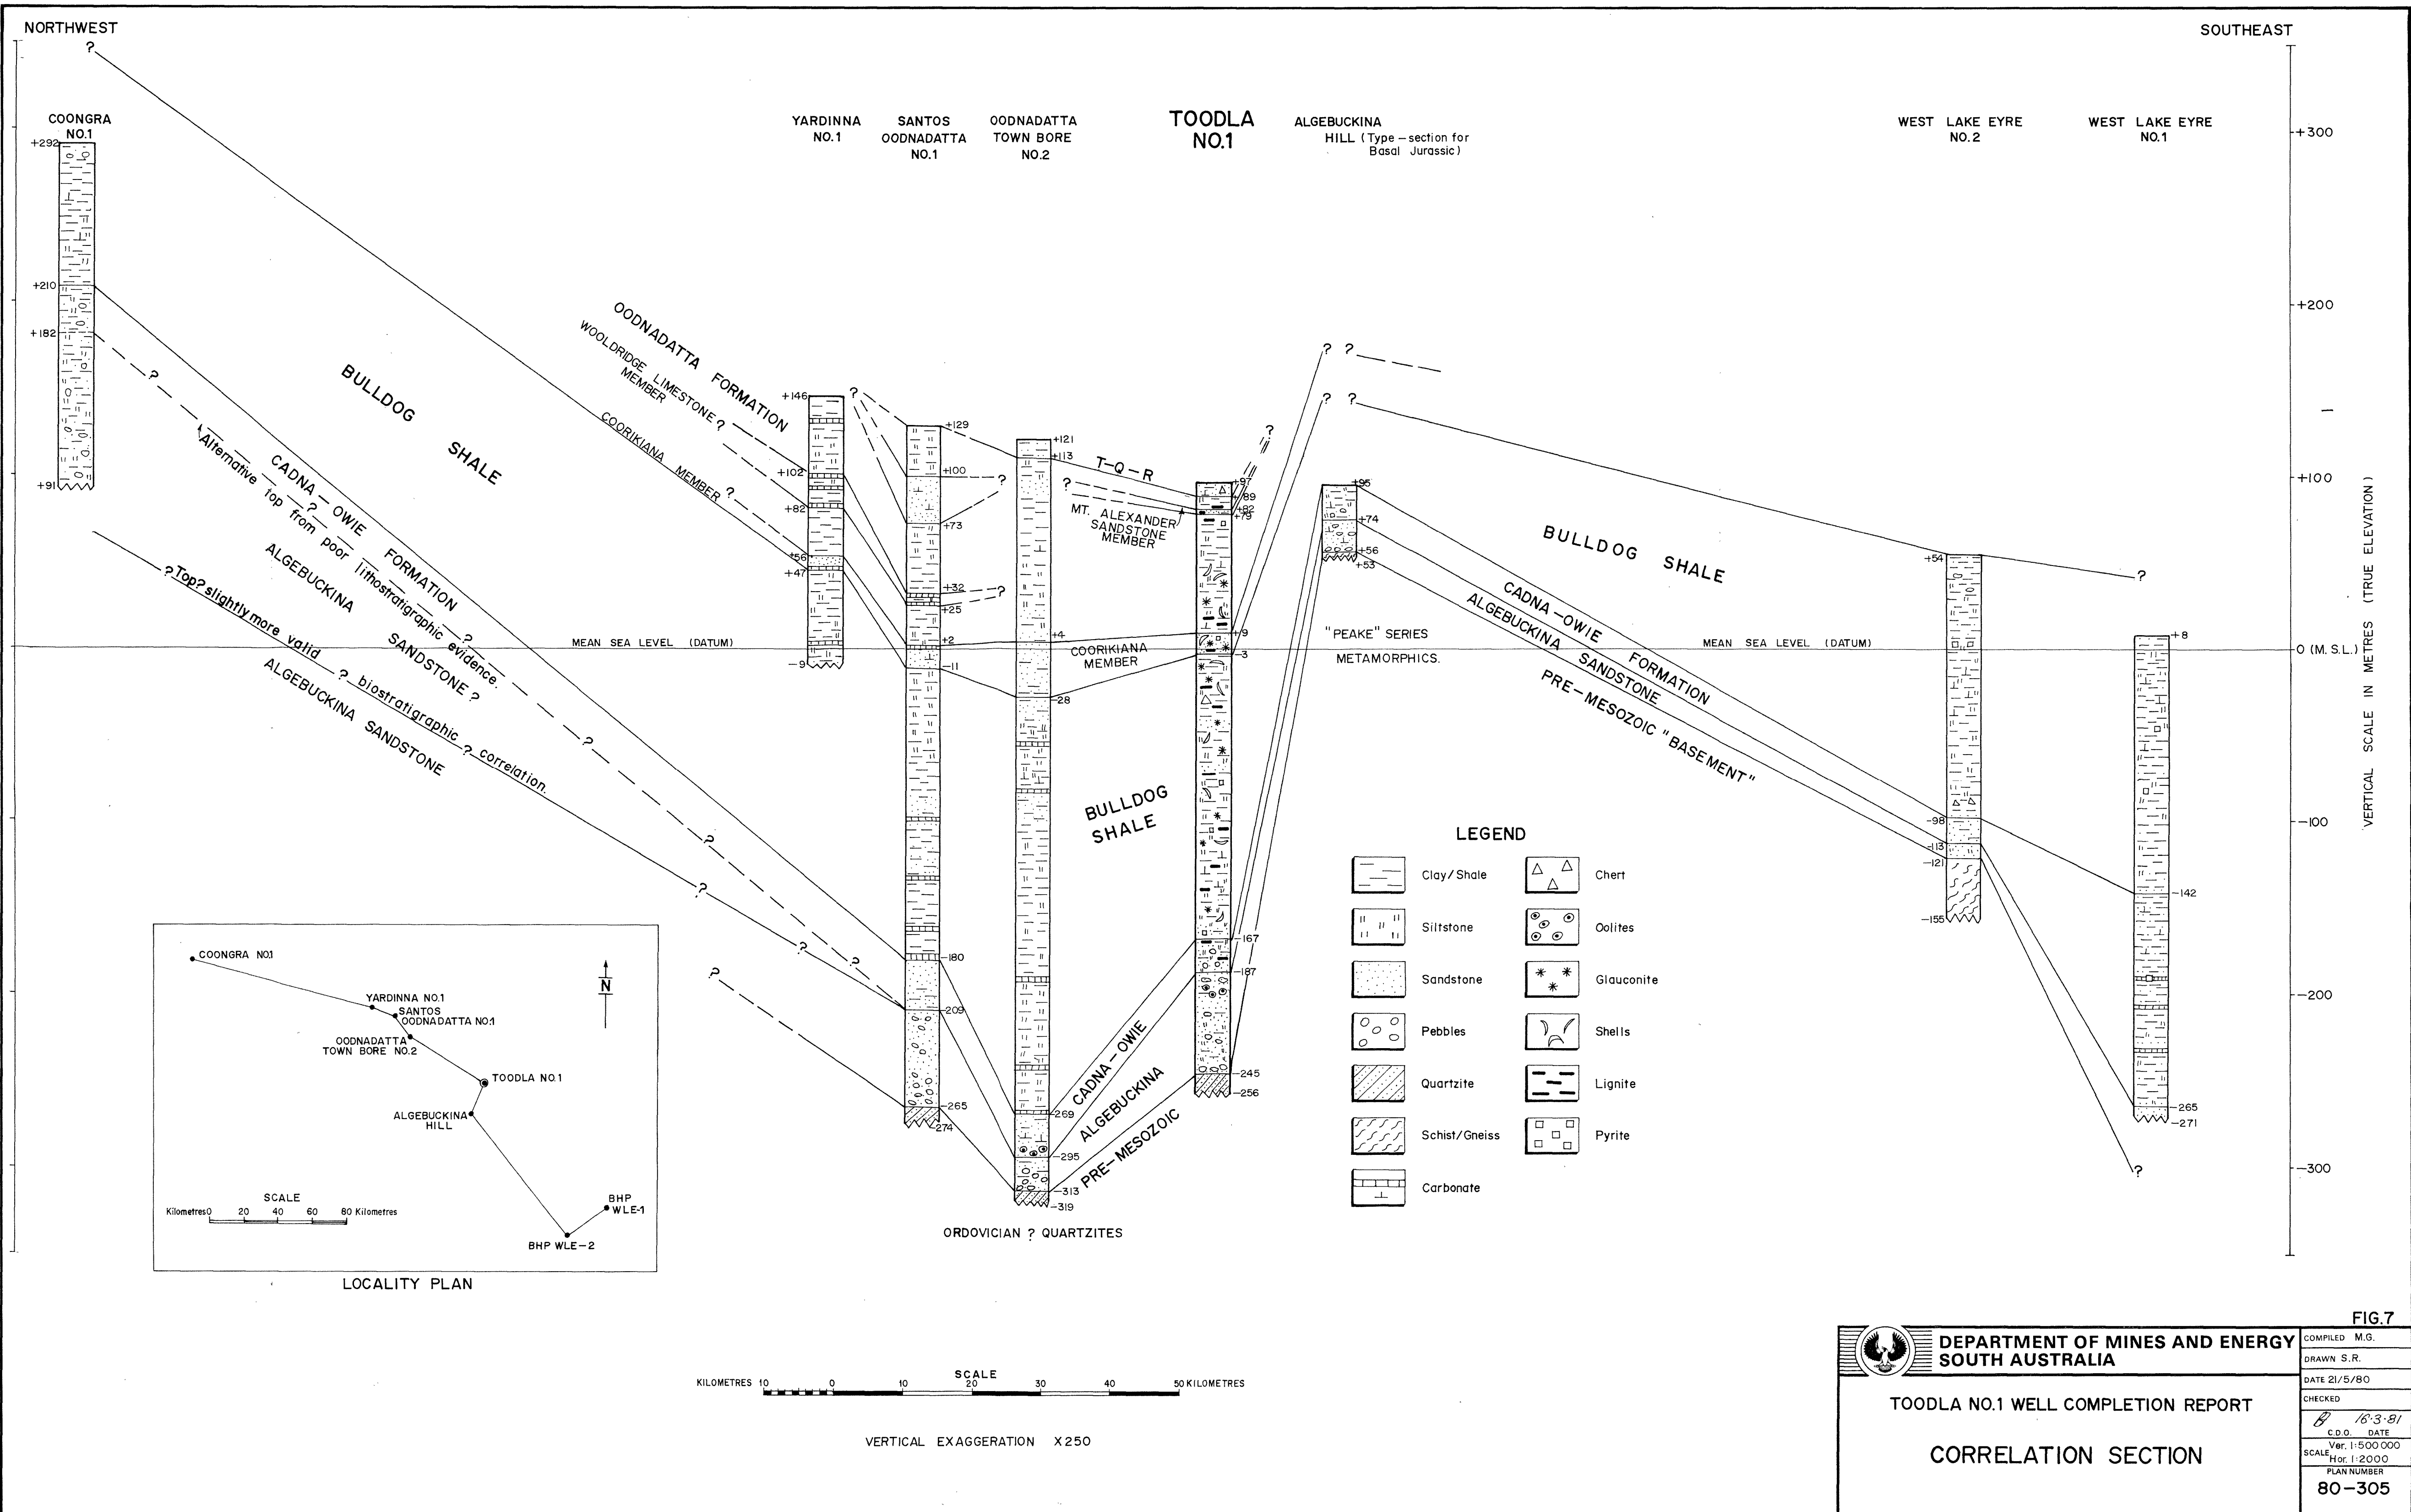 NORTHWEST
SOUTHEAST
?
COONGRA
NO.1
+292
+210
+182
+91
YARDINNA
NO.1
SANTOS
OODNADATTA
NO.1
OODNADATTA
TOWN BORE
NO.2
TOODLA
NO.1
ALGEBUCKINA
HILL (Type-section for
Basal Jurassic)
WEST LAKE EYRE
NO.2
WEST LAKE EYRE
NO.1
+300
+200
+100
0 (M.S.L.)
-100
-200
-300
VERTICAL SCALE IN METRES (TRUE ELEVATION)
OODNADATTA FORMATION
WOOLDRIDGE LIMESTONE ?
MEMBER
COORIKIANA MEMBER ?
BULLDOG SHALE
CADNA-OWIE FORMATION
? ? ? ? ? ?
Alternative top from poor lithostratigraphic evidence.
ALGEBUCKINA SANDSTONE ?
? Top? slightly more valid ? biostratigraphic ? correlation.
ALGEBUCKINA SANDSTONE
? ? ?
MEAN SEA LEVEL (DATUM)
+146
+102
+82
+56
+47
-9
?
+129
+100
+73
+32
+25
+2
-11
-180
-209
-265
-274
?
?
+121
+113
+4
-28
-269
-295
-313
-319
ORDOVICIAN ? QUARTZITES
T-Q-R
?
MT. ALEXANDER
SANDSTONE
MEMBER
COORIKIANA
MEMBER
BULLDOG
SHALE
CADNA-OWIE
ALGEBUCKINA
PRE-MESOZOIC
?
+97
+89
+82
+79
+9
-3
-167
-187
-245
-256
? ?
? ?
+95
+74
+56
+53
"PEAKE" SERIES
METAMORPHICS.
BULLDOG SHALE
CADNA-OWIE FORMATION
ALGEBUCKINA SANDSTONE
PRE-MESOZOIC "BASEMENT"
MEAN SEA LEVEL (DATUM)
+54
-98
-113
-121
-155
?
+8
-142
-265
-271
?
LEGEND
Clay/Shale
Chert
Siltstone
Oolites
Sandstone
Glauconite
Pebbles
Shells
Quartzite
Lignite
Schist/Gneiss
Pyrite
Carbonate
COONGRA NO.1
YARDINNA NO.1
SANTOS
OODNADATTA NO.1
OODNADATTA
TOWN BORE NO.2
TOODLA NO.1
ALGEBUCKINA
HILL
BHP
WLE-1
BHP WLE-2
N
SCALE
Kilometres 0 20 40 60 80 Kilometres
LOCALITY PLAN
SCALE
KILOMETRES 10 0 10 20 30 40 50 KILOMETRES
VERTICAL EXAGGERATION X250
FIG.7
DEPARTMENT OF MINES AND ENERGY
SOUTH AUSTRALIA
TOODLA NO.1 WELL COMPLETION REPORT
CORRELATION SECTION
COMPILED M.G.
DRAWN S.R.
DATE 21/5/80
CHECKED
16·3·81
C.D.O. DATE
SCALE Ver. 1:500 000
Hor. 1:2000
PLAN NUMBER
80-305